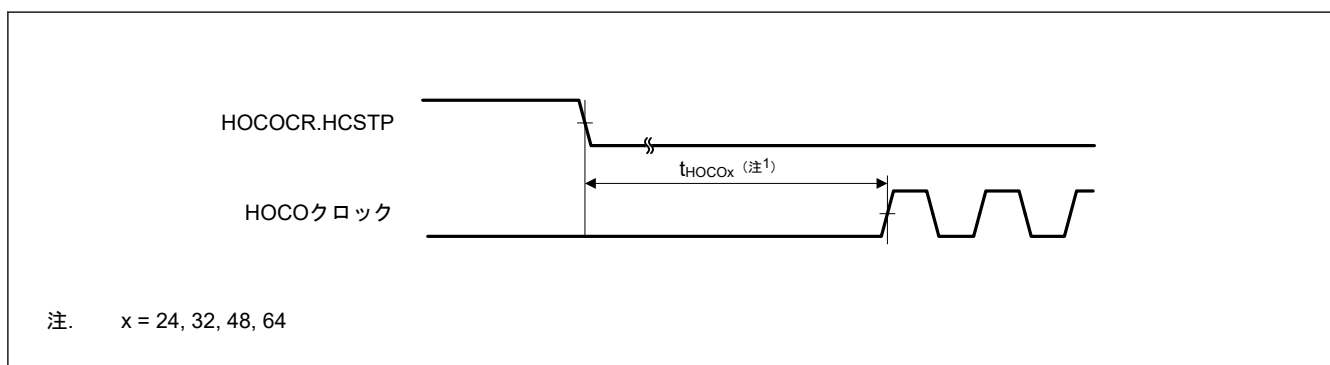 HOCOCR.HCSTP
tHOCOx（注1）
HOCOクロック
注. x = 24, 32, 48, 64